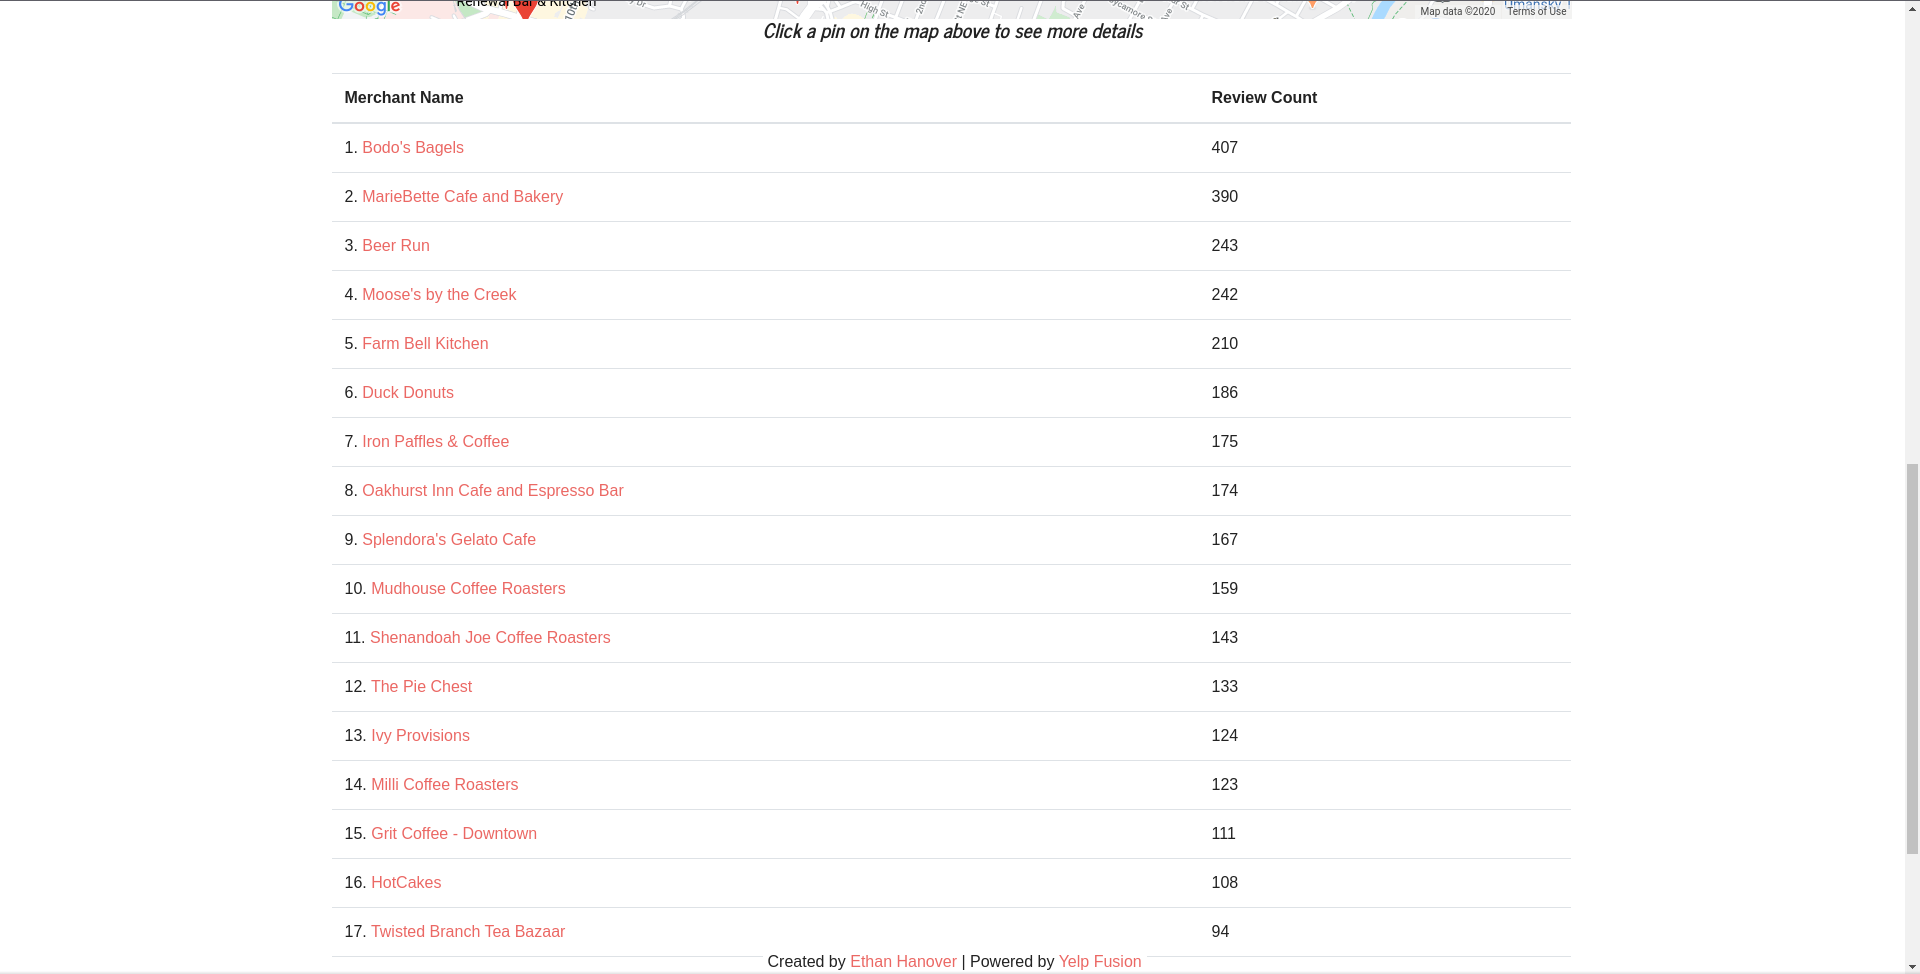 Google
Renewal Bar & Kitchen
High St
Map data ©2020 Terms of Use
Click a pin on the map above to see more details
Merchant Name Review Count
1. Bodo's Bagels 407
2. MarieBette Cafe and Bakery 390
3. Beer Run 243
4. Moose's by the Creek 242
5. Farm Bell Kitchen 210
6. Duck Donuts 186
7. Iron Paffles & Coffee 175
8. Oakhurst Inn Cafe and Espresso Bar 174
9. Splendora's Gelato Cafe 167
10. Mudhouse Coffee Roasters 159
11. Shenandoah Joe Coffee Roasters 143
12. The Pie Chest 133
13. Ivy Provisions 124
14. Milli Coffee Roasters 123
15. Grit Coffee - Downtown 111
16. HotCakes 108
17. Twisted Branch Tea Bazaar 94
Created by Ethan Hanover | Powered by Yelp Fusion